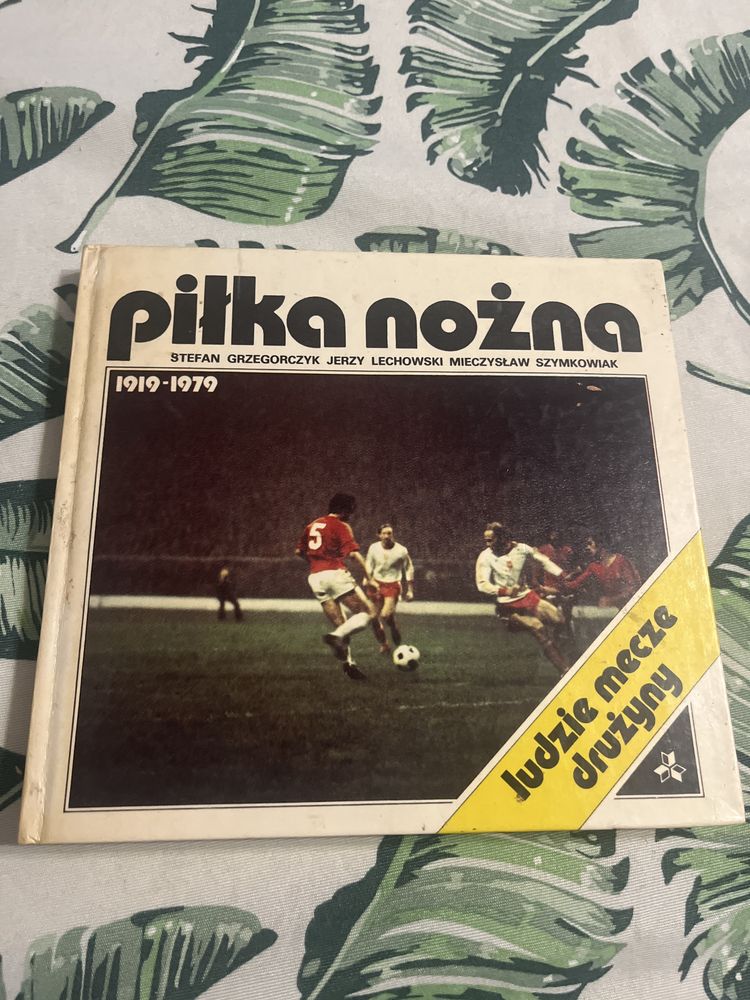 piłka nożna
STEFAN GRZEGORCZYK JERZY LECHOWSKI MIECZYSŁAW SZYMKOWIAK
1919-1979
5
ludzie mecze
drużyny